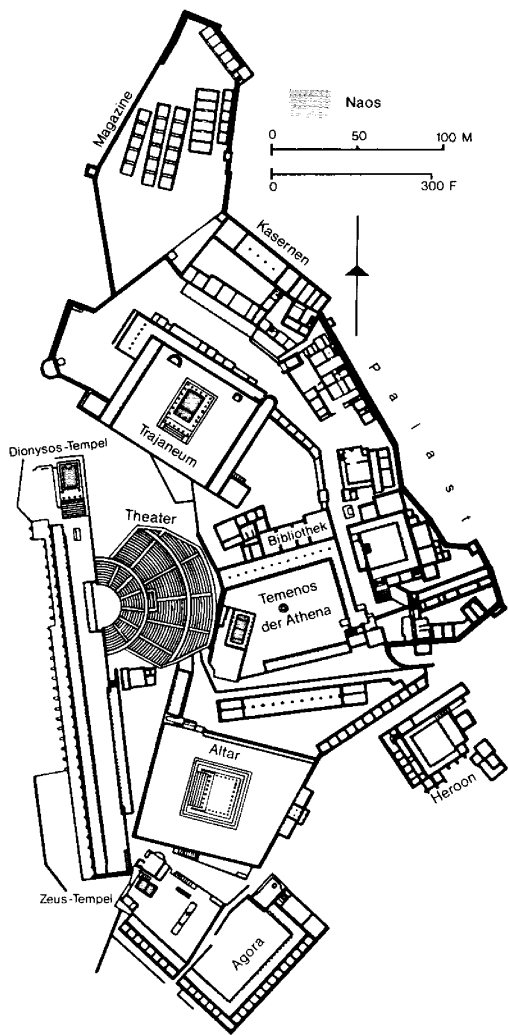 Magazine
Naos
0 50 100 M
0 300 F
Kasernen
Palast
Trajaneum
Dionysos-Tempel
Theater
Bibliothek
Temenos
der Athena
Altar
Heroon
Zeus-Tempel
Agora